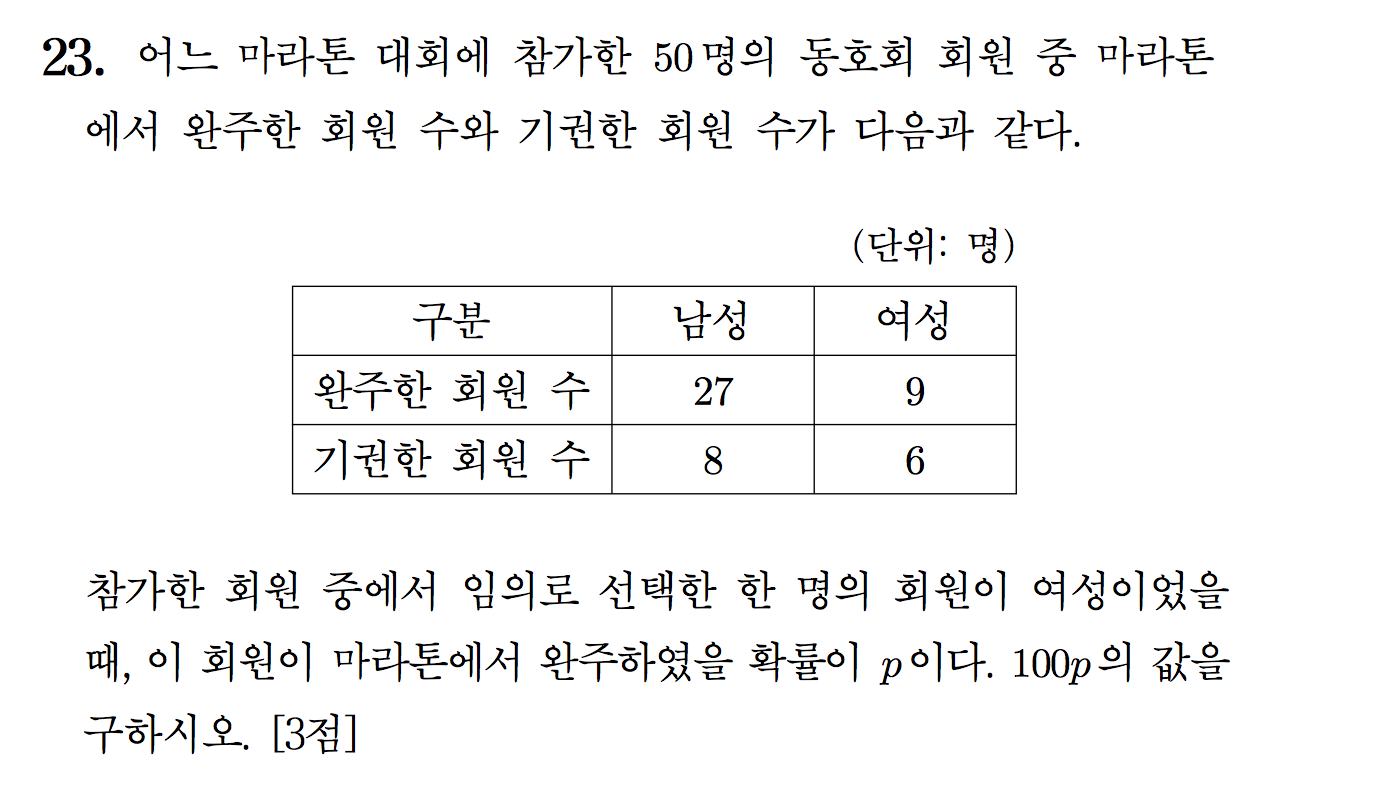 23. 어느 마라톤 대회에 참가한 50명의 동호회 회원 중 마라톤
에서 완주한 회원 수와 기권한 회원 수가 다음과 같다.
(단위: 명)
구분 남성 여성
완주한 회원 수 27 9
기권한 회원 수 8 6
참가한 회원 중에서 임의로 선택한 한 명의 회원이 여성이었을
때, 이 회원이 마라톤에서 완주하였을 확률이 p이다. 100p의 값을
구하시오. [3점]